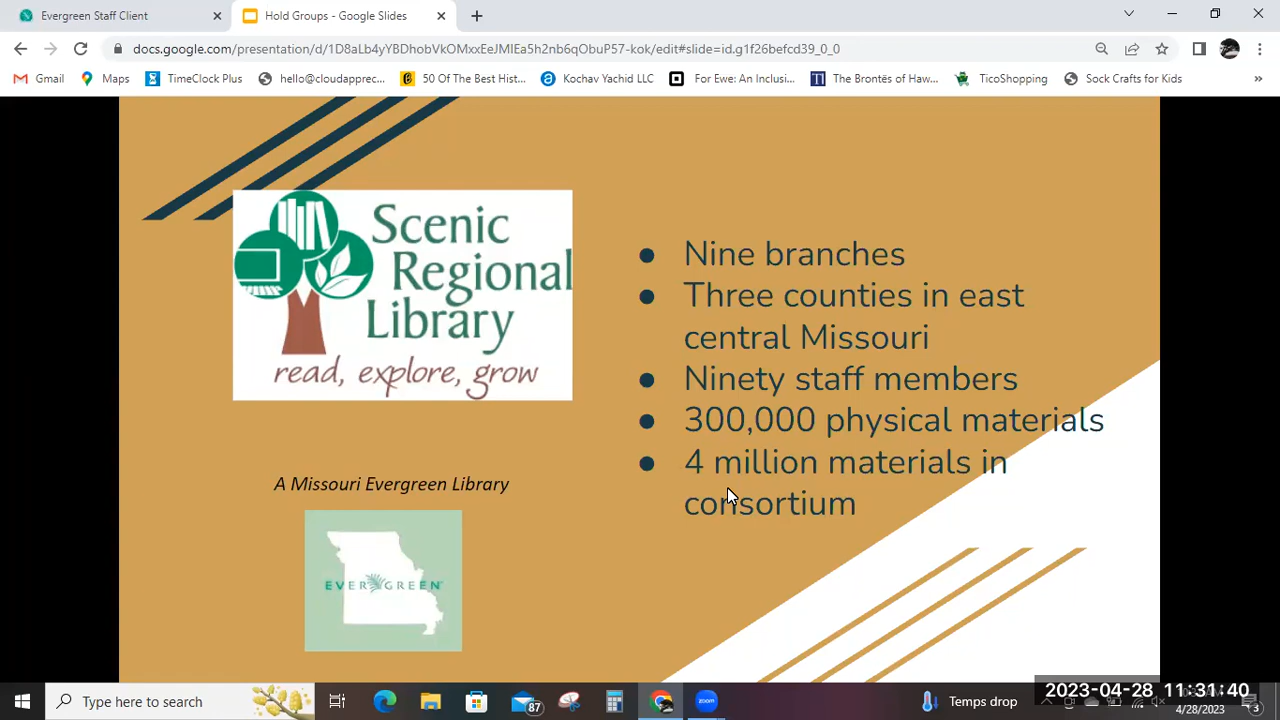 Evergreen Staff Client
Hold Groups - Google Slides
docs.google.com/presentation/d/1D8aLb4yYBDhobVkOMxxEeJMIEa5h2nb6qObuP57-kok/edit#slide=id.g1f26befcd39_0_0
Gmail
Maps
TimeClock Plus
hello@cloudapprec...
50 Of The Best Hist...
Kochav Yachid LLC
For Ewe: An Inclusi...
The Brontës of Haw...
TicoShopping
Sock Crafts for Kids
»
Scenic
Regional
Library
read, explore, grow
A Missouri Evergreen Library
EVERGREEN
● Nine branches
● Three counties in east
central Missouri
● Ninety staff members
● 300,000 physical materials
● 4 million materials in
consortium
Type here to search
87
zoom
Temps drop
2023-04-28 11:31:40
4/28/2023
3